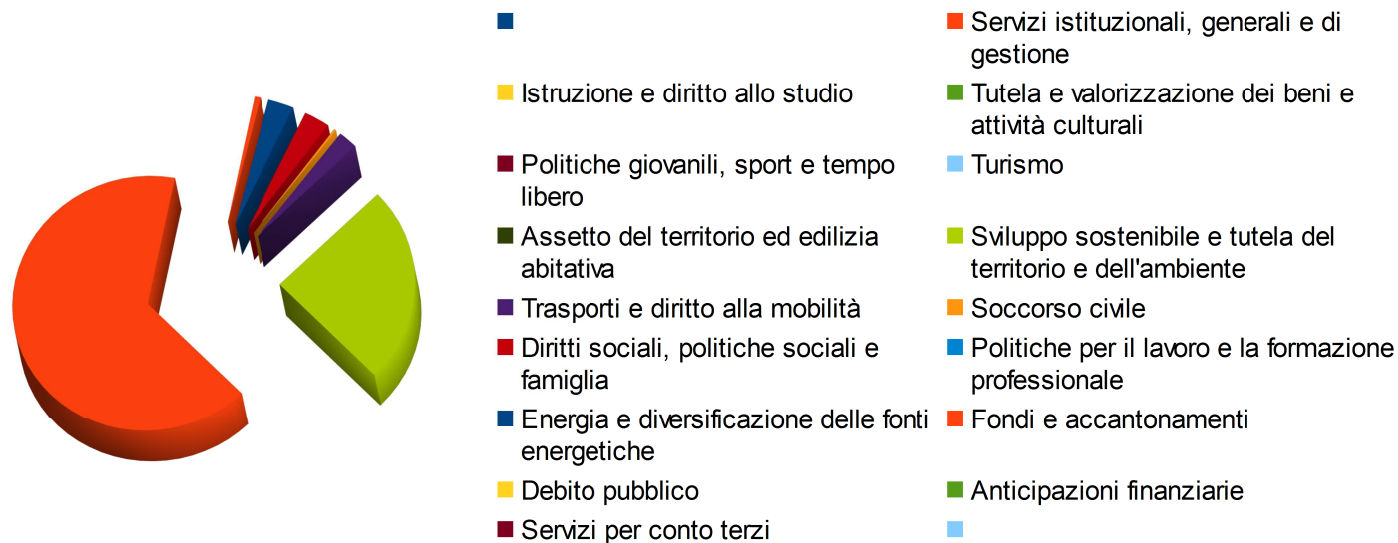 Servizi istituzionali, generali e di
gestione
Istruzione e diritto allo studio
Tutela e valorizzazione dei beni e
attività culturali
Politiche giovanili, sport e tempo
libero
Turismo
Assetto del territorio ed edilizia
abitativa
Sviluppo sostenibile e tutela del
territorio e dell'ambiente
Trasporti e diritto alla mobilità
Soccorso civile
Diritti sociali, politiche sociali e
famiglia
Politiche per il lavoro e la formazione
professionale
Energia e diversificazione delle fonti
energetiche
Fondi e accantonamenti
Debito pubblico
Anticipazioni finanziarie
Servizi per conto terzi